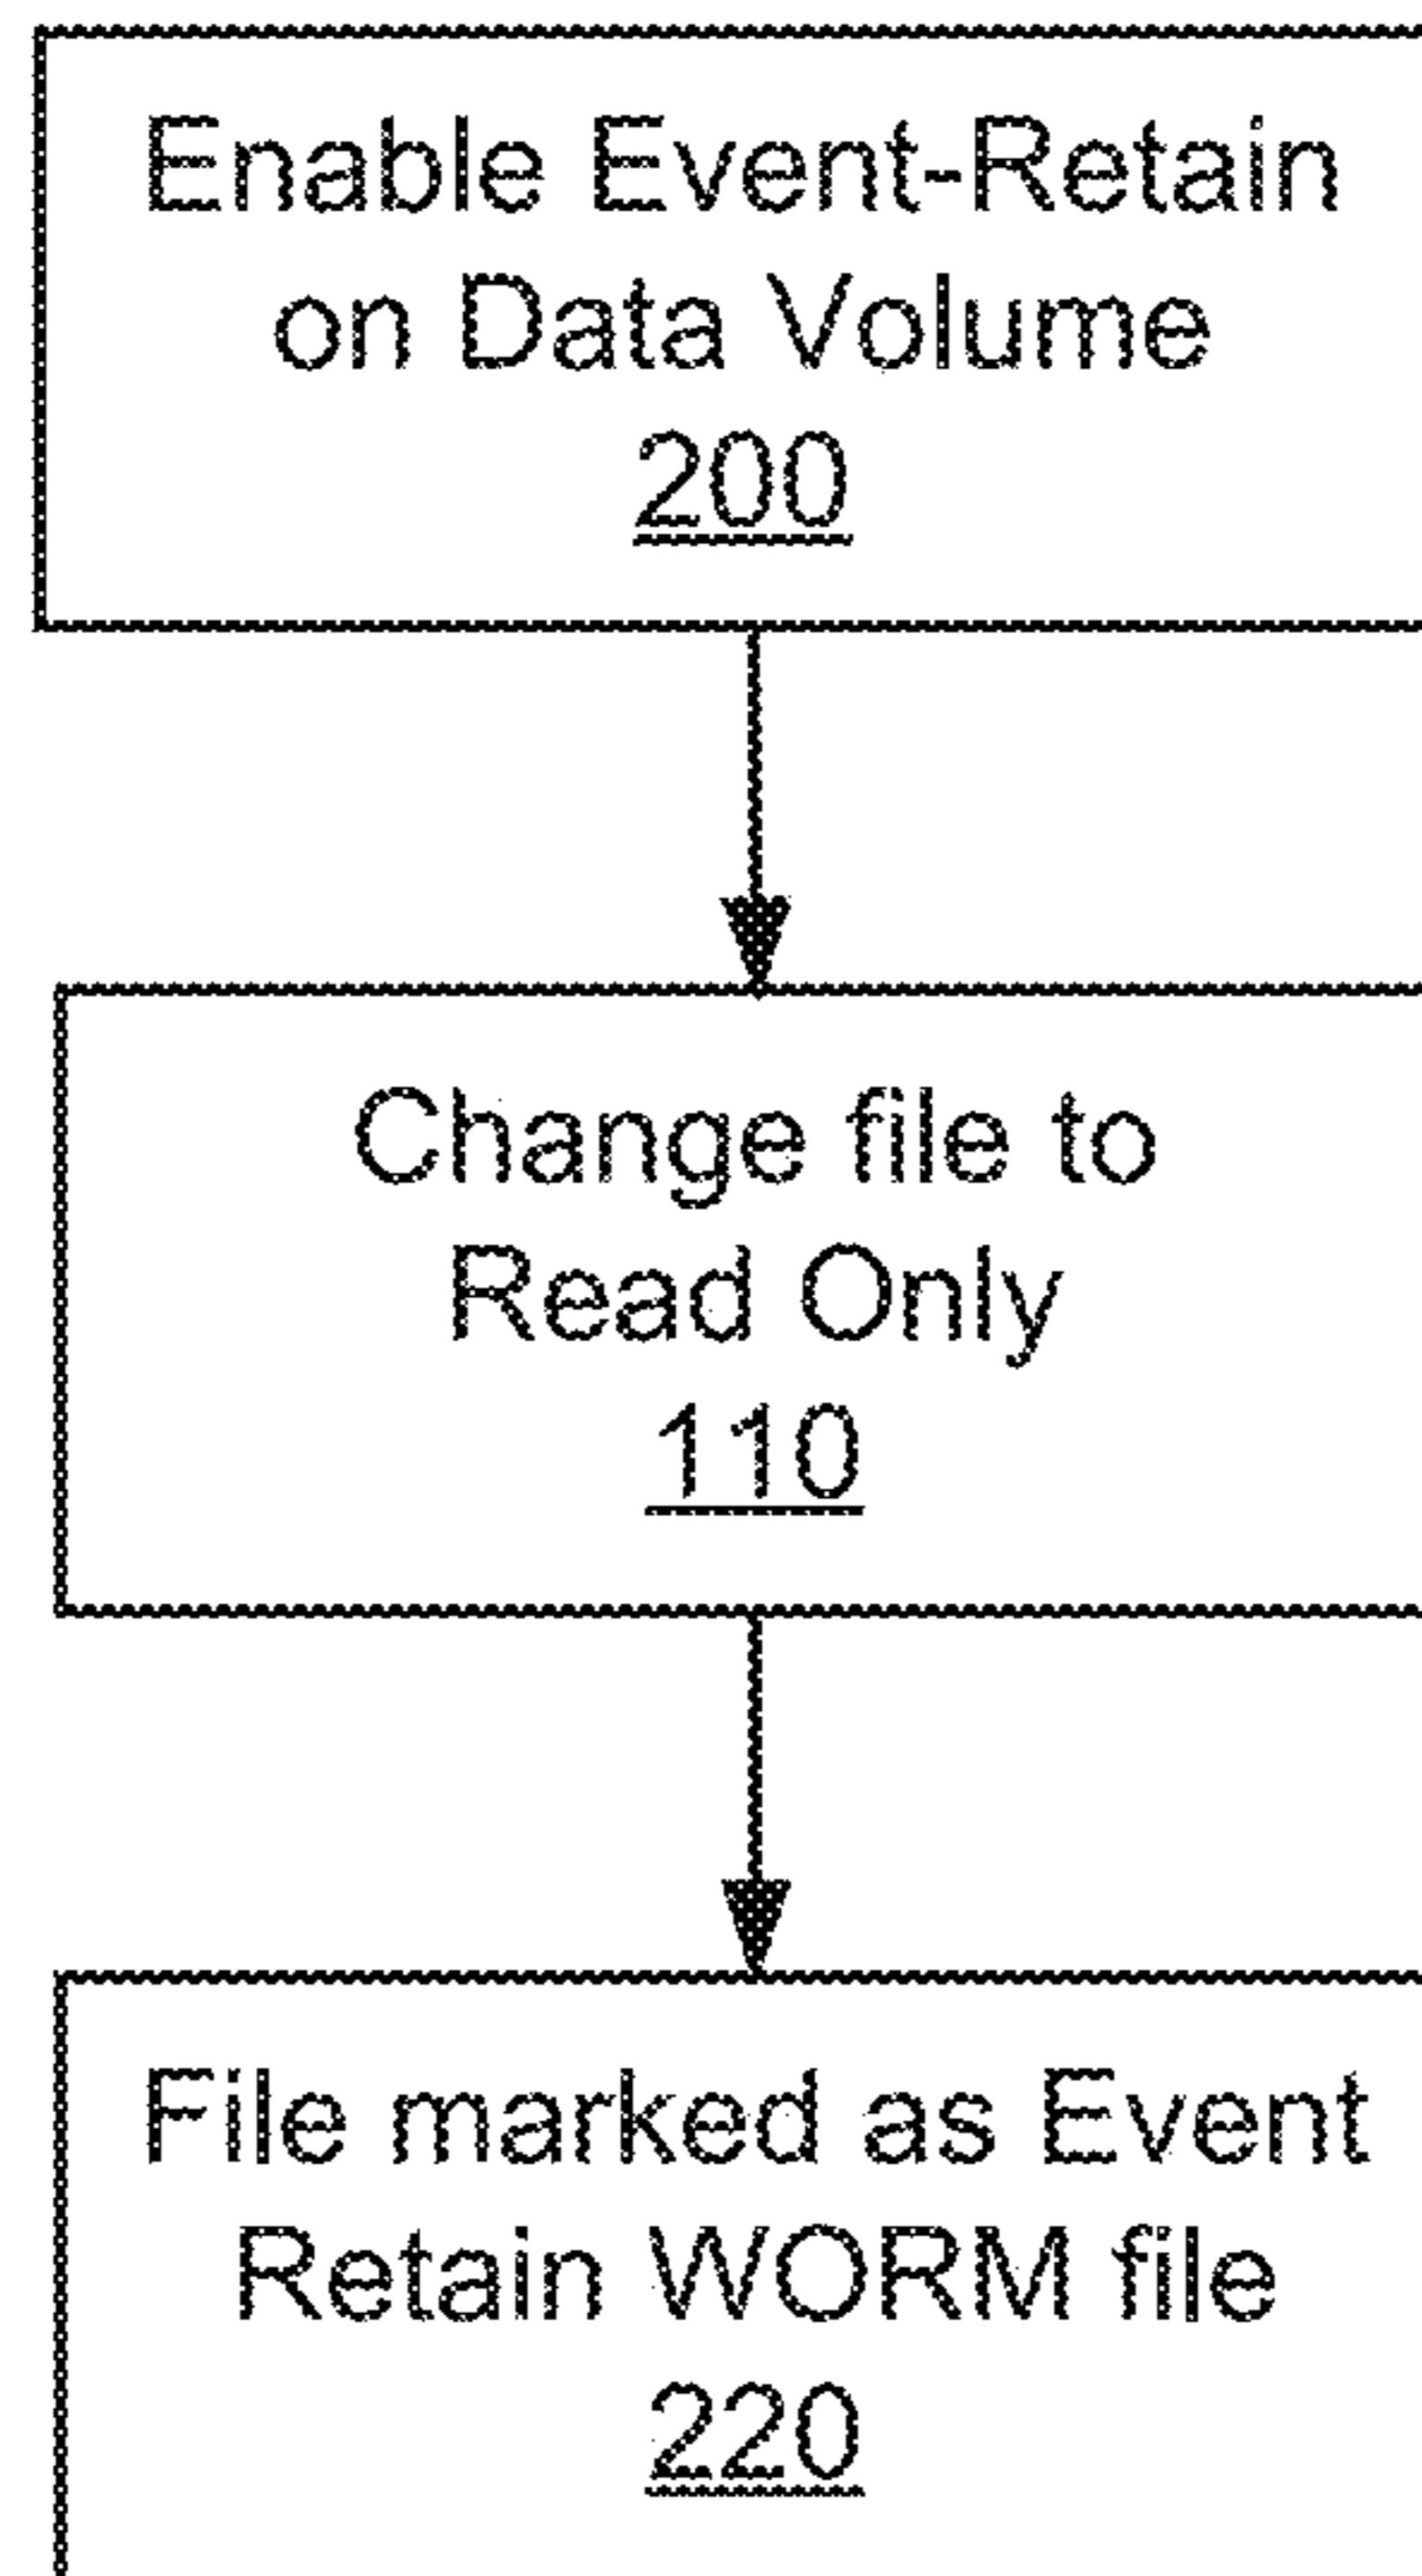 Enable Event-Retain
on Data Volume
200
Change file to
Read Only
110
File marked as Event
Retain WORM file
220